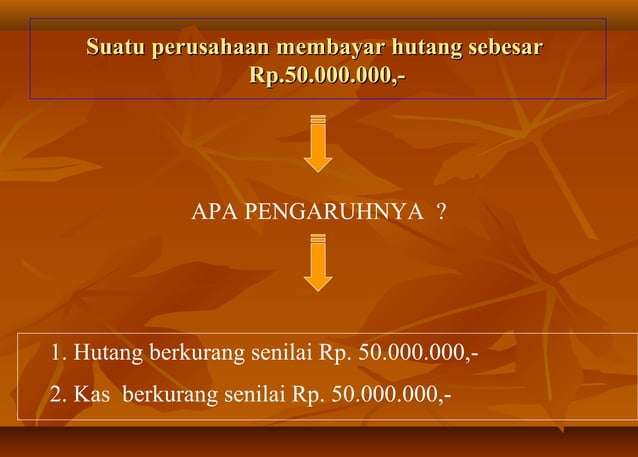 Suatu perusahaan membayar hutang sebesar
Rp.50.000.000,-
APA PENGARUHNYA ?
1. Hutang berkurang senilai Rp. 50.000.000,-
2. Kas berkurang senilai Rp. 50.000.000,-